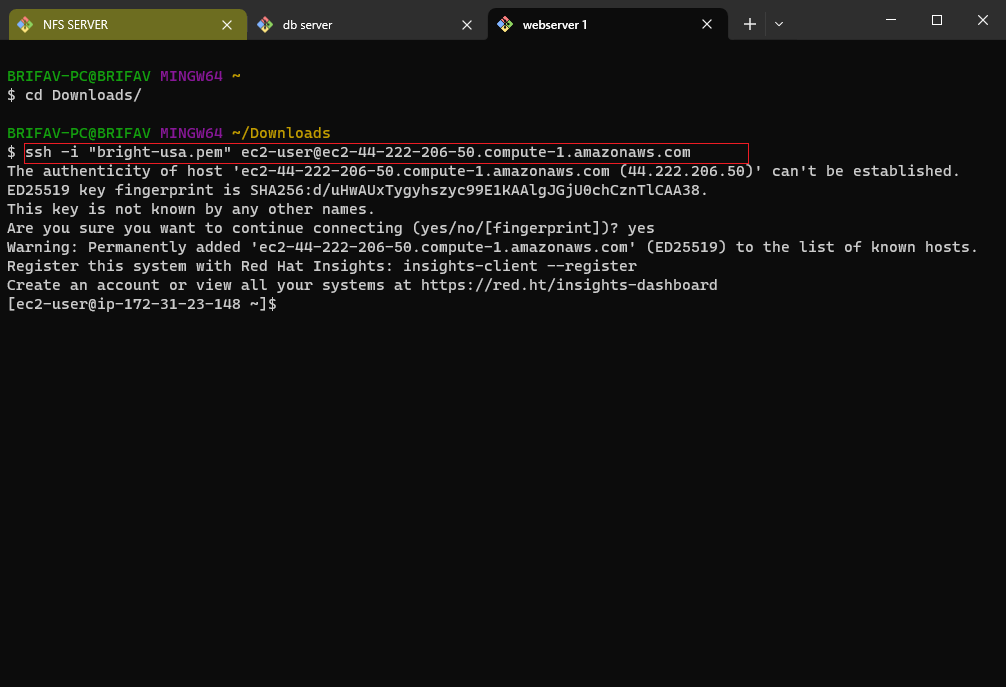 NFS SERVER
db server
webserver 1
BRIFAV-PC@BRIFAV MINGW64 ~
$ cd Downloads/
BRIFAV-PC@BRIFAV MINGW64 ~/Downloads
$ ssh -i "bright-usa.pem" ec2-user@ec2-44-222-206-50.compute-1.amazonaws.com
The authenticity of host 'ec2-44-222-206-50.compute-1.amazonaws.com (44.222.206.50)' can't be established.
ED25519 key fingerprint is SHA256:d/uHwAUxTygyhszyc99E1KAAlgJGjU0chCznTlCAA38.
This key is not known by any other names.
Are you sure you want to continue connecting (yes/no/[fingerprint])? yes
Warning: Permanently added 'ec2-44-222-206-50.compute-1.amazonaws.com' (ED25519) to the list of known hosts.
Register this system with Red Hat Insights: insights-client --register
Create an account or view all your systems at https://red.ht/insights-dashboard
[ec2-user@ip-172-31-23-148 ~]$